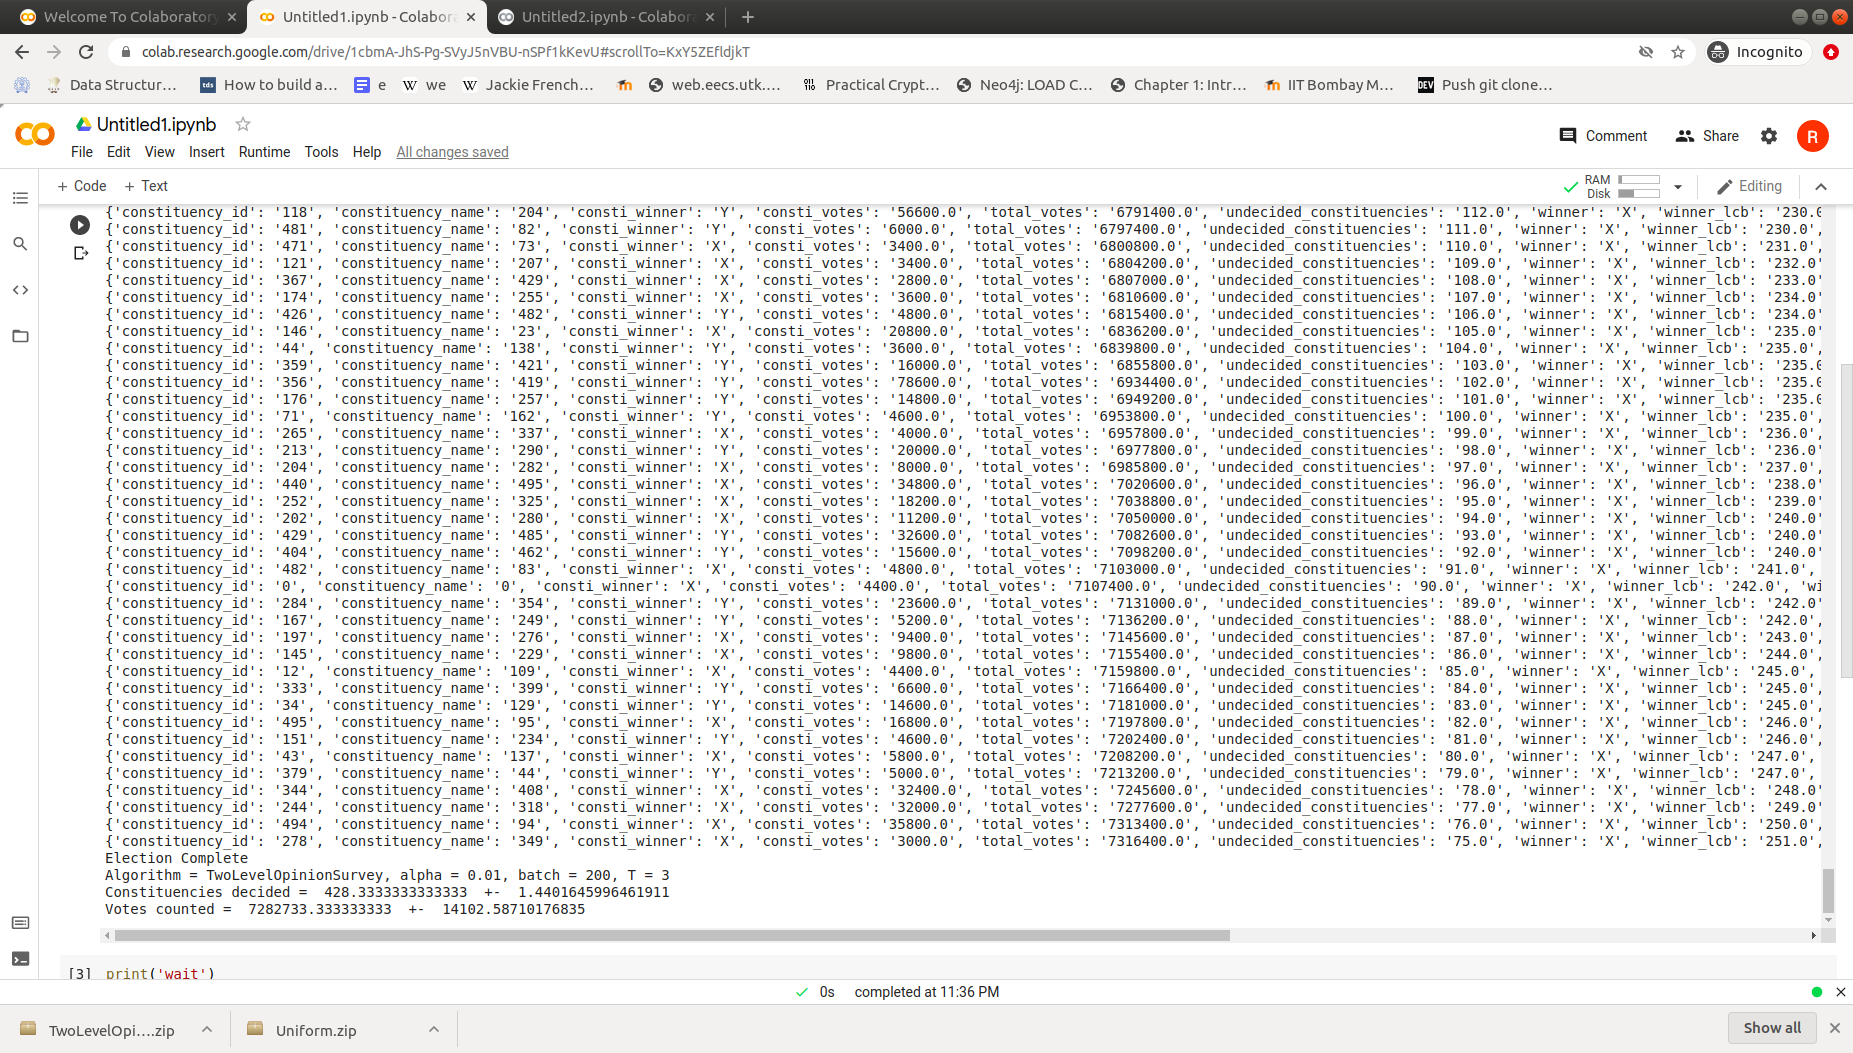 Welcome To Colaboratory
Untitled1.ipynb - Colabora
Untitled2.ipynb - Colabora
colab.research.google.com/drive/1cbmA-JhS-Pg-SVyJ5nVBU-nSPf1kKevU#scrollTo=KxY5ZEfldjkT
Incognito
Data Structur…
tds How to build a…
e
W we
W Jackie French…
web.eecs.utk.…
Practical Crypt…
Neo4j: LOAD C…
Chapter 1: Intr…
IIT Bombay M…
DEV Push git clone…
Untitled1.ipynb
Comment Share R
File Edit View Insert Runtime Tools Help All changes saved
+ Code + Text
RAM
Disk
Editing
{'constituency_id': '118', 'constituency_name': '204', 'consti_winner': 'Y', 'consti_votes': '56600.0', 'total_votes': '6791400.0', 'undecided_constituencies': '112.0', 'winner': 'X', 'winner_lcb': '230.0
{'constituency_id': '481', 'constituency_name': '82', 'consti_winner': 'Y', 'consti_votes': '6000.0', 'total_votes': '6797400.0', 'undecided_constituencies': '111.0', 'winner': 'X', 'winner_lcb': '230.0'
{'constituency_id': '471', 'constituency_name': '73', 'consti_winner': 'X', 'consti_votes': '3400.0', 'total_votes': '6800800.0', 'undecided_constituencies': '110.0', 'winner': 'X', 'winner_lcb': '231.0'
{'constituency_id': '121', 'constituency_name': '207', 'consti_winner': 'X', 'consti_votes': '3400.0', 'total_votes': '6804200.0', 'undecided_constituencies': '109.0', 'winner': 'X', 'winner_lcb': '232.0
{'constituency_id': '367', 'constituency_name': '429', 'consti_winner': 'X', 'consti_votes': '2800.0', 'total_votes': '6807000.0', 'undecided_constituencies': '108.0', 'winner': 'X', 'winner_lcb': '233.0
{'constituency_id': '174', 'constituency_name': '255', 'consti_winner': 'X', 'consti_votes': '3600.0', 'total_votes': '6810600.0', 'undecided_constituencies': '107.0', 'winner': 'X', 'winner_lcb': '234.0
{'constituency_id': '426', 'constituency_name': '482', 'consti_winner': 'Y', 'consti_votes': '4800.0', 'total_votes': '6815400.0', 'undecided_constituencies': '106.0', 'winner': 'X', 'winner_lcb': '234.0
{'constituency_id': '146', 'constituency_name': '23', 'consti_winner': 'X', 'consti_votes': '20800.0', 'total_votes': '6836200.0', 'undecided_constituencies': '105.0', 'winner': 'X', 'winner_lcb': '235.0
{'constituency_id': '44', 'constituency_name': '138', 'consti_winner': 'Y', 'consti_votes': '3600.0', 'total_votes': '6839800.0', 'undecided_constituencies': '104.0', 'winner': 'X', 'winner_lcb': '235.0'
{'constituency_id': '359', 'constituency_name': '421', 'consti_winner': 'Y', 'consti_votes': '16000.0', 'total_votes': '6855800.0', 'undecided_constituencies': '103.0', 'winner': 'X', 'winner_lcb': '235.0
{'constituency_id': '356', 'constituency_name': '419', 'consti_winner': 'Y', 'consti_votes': '78600.0', 'total_votes': '6934400.0', 'undecided_constituencies': '102.0', 'winner': 'X', 'winner_lcb': '235.0
{'constituency_id': '176', 'constituency_name': '257', 'consti_winner': 'Y', 'consti_votes': '14800.0', 'total_votes': '6949200.0', 'undecided_constituencies': '101.0', 'winner': 'X', 'winner_lcb': '235.0
{'constituency_id': '71', 'constituency_name': '162', 'consti_winner': 'Y', 'consti_votes': '4600.0', 'total_votes': '6953800.0', 'undecided_constituencies': '100.0', 'winner': 'X', 'winner_lcb': '235.0'
{'constituency_id': '265', 'constituency_name': '337', 'consti_winner': 'X', 'consti_votes': '4000.0', 'total_votes': '6957800.0', 'undecided_constituencies': '99.0', 'winner': 'X', 'winner_lcb': '236.0'
{'constituency_id': '213', 'constituency_name': '290', 'consti_winner': 'Y', 'consti_votes': '20000.0', 'total_votes': '6977800.0', 'undecided_constituencies': '98.0', 'winner': 'X', 'winner_lcb': '236.0
{'constituency_id': '204', 'constituency_name': '282', 'consti_winner': 'X', 'consti_votes': '8000.0', 'total_votes': '6985800.0', 'undecided_constituencies': '97.0', 'winner': 'X', 'winner_lcb': '237.0'
{'constituency_id': '440', 'constituency_name': '495', 'consti_winner': 'X', 'consti_votes': '34800.0', 'total_votes': '7020600.0', 'undecided_constituencies': '96.0', 'winner': 'X', 'winner_lcb': '238.0
{'constituency_id': '252', 'constituency_name': '325', 'consti_winner': 'X', 'consti_votes': '18200.0', 'total_votes': '7038800.0', 'undecided_constituencies': '95.0', 'winner': 'X', 'winner_lcb': '239.0
{'constituency_id': '202', 'constituency_name': '280', 'consti_winner': 'X', 'consti_votes': '11200.0', 'total_votes': '7050000.0', 'undecided_constituencies': '94.0', 'winner': 'X', 'winner_lcb': '240.0
{'constituency_id': '429', 'constituency_name': '485', 'consti_winner': 'Y', 'consti_votes': '32600.0', 'total_votes': '7082600.0', 'undecided_constituencies': '93.0', 'winner': 'X', 'winner_lcb': '240.0
{'constituency_id': '404', 'constituency_name': '462', 'consti_winner': 'Y', 'consti_votes': '15600.0', 'total_votes': '7098200.0', 'undecided_constituencies': '92.0', 'winner': 'X', 'winner_lcb': '240.0
{'constituency_id': '482', 'constituency_name': '83', 'consti_winner': 'X', 'consti_votes': '4800.0', 'total_votes': '7103000.0', 'undecided_constituencies': '91.0', 'winner': 'X', 'winner_lcb': '241.0',
{'constituency_id': '0', 'constituency_name': '0', 'consti_winner': 'X', 'consti_votes': '4400.0', 'total_votes': '7107400.0', 'undecided_constituencies': '90.0', 'winner': 'X', 'winner_lcb': '242.0', 'wi
{'constituency_id': '284', 'constituency_name': '354', 'consti_winner': 'Y', 'consti_votes': '23600.0', 'total_votes': '7131000.0', 'undecided_constituencies': '89.0', 'winner': 'X', 'winner_lcb': '242.0
{'constituency_id': '167', 'constituency_name': '249', 'consti_winner': 'Y', 'consti_votes': '5200.0', 'total_votes': '7136200.0', 'undecided_constituencies': '88.0', 'winner': 'X', 'winner_lcb': '242.0'
{'constituency_id': '197', 'constituency_name': '276', 'consti_winner': 'X', 'consti_votes': '9400.0', 'total_votes': '7145600.0', 'undecided_constituencies': '87.0', 'winner': 'X', 'winner_lcb': '243.0'
{'constituency_id': '145', 'constituency_name': '229', 'consti_winner': 'X', 'consti_votes': '9800.0', 'total_votes': '7155400.0', 'undecided_constituencies': '86.0', 'winner': 'X', 'winner_lcb': '244.0'
{'constituency_id': '12', 'constituency_name': '109', 'consti_winner': 'X', 'consti_votes': '4400.0', 'total_votes': '7159800.0', 'undecided_constituencies': '85.0', 'winner': 'X', 'winner_lcb': '245.0',
{'constituency_id': '333', 'constituency_name': '399', 'consti_winner': 'Y', 'consti_votes': '6600.0', 'total_votes': '7166400.0', 'undecided_constituencies': '84.0', 'winner': 'X', 'winner_lcb': '245.0'
{'constituency_id': '34', 'constituency_name': '129', 'consti_winner': 'Y', 'consti_votes': '14600.0', 'total_votes': '7181000.0', 'undecided_constituencies': '83.0', 'winner': 'X', 'winner_lcb': '245.0'
{'constituency_id': '495', 'constituency_name': '95', 'consti_winner': 'X', 'consti_votes': '16800.0', 'total_votes': '7197800.0', 'undecided_constituencies': '82.0', 'winner': 'X', 'winner_lcb': '246.0'
{'constituency_id': '151', 'constituency_name': '234', 'consti_winner': 'Y', 'consti_votes': '4600.0', 'total_votes': '7202400.0', 'undecided_constituencies': '81.0', 'winner': 'X', 'winner_lcb': '246.0'
{'constituency_id': '43', 'constituency_name': '137', 'consti_winner': 'X', 'consti_votes': '5800.0', 'total_votes': '7208200.0', 'undecided_constituencies': '80.0', 'winner': 'X', 'winner_lcb': '247.0',
{'constituency_id': '379', 'constituency_name': '44', 'consti_winner': 'Y', 'consti_votes': '5000.0', 'total_votes': '7213200.0', 'undecided_constituencies': '79.0', 'winner': 'X', 'winner_lcb': '247.0',
{'constituency_id': '344', 'constituency_name': '408', 'consti_winner': 'X', 'consti_votes': '32400.0', 'total_votes': '7245600.0', 'undecided_constituencies': '78.0', 'winner': 'X', 'winner_lcb': '248.0
{'constituency_id': '244', 'constituency_name': '318', 'consti_winner': 'X', 'consti_votes': '32000.0', 'total_votes': '7277600.0', 'undecided_constituencies': '77.0', 'winner': 'X', 'winner_lcb': '249.0
{'constituency_id': '494', 'constituency_name': '94', 'consti_winner': 'X', 'consti_votes': '35800.0', 'total_votes': '7313400.0', 'undecided_constituencies': '76.0', 'winner': 'X', 'winner_lcb': '250.0'
{'constituency_id': '278', 'constituency_name': '349', 'consti_winner': 'X', 'consti_votes': '3000.0', 'total_votes': '7316400.0', 'undecided_constituencies': '75.0', 'winner': 'X', 'winner_lcb': '251.0'
Election Complete
Algorithm = TwoLevelOpinionSurvey, alpha = 0.01, batch = 200, T = 3
Constituencies decided =  428.3333333333333  +-  1.4401645996461911
Votes counted =  7282733.333333333  +-  14102.58710176835
[3] print('wait')
0s completed at 11:36 PM
TwoLevelOpi….zip
Uniform.zip
Show all